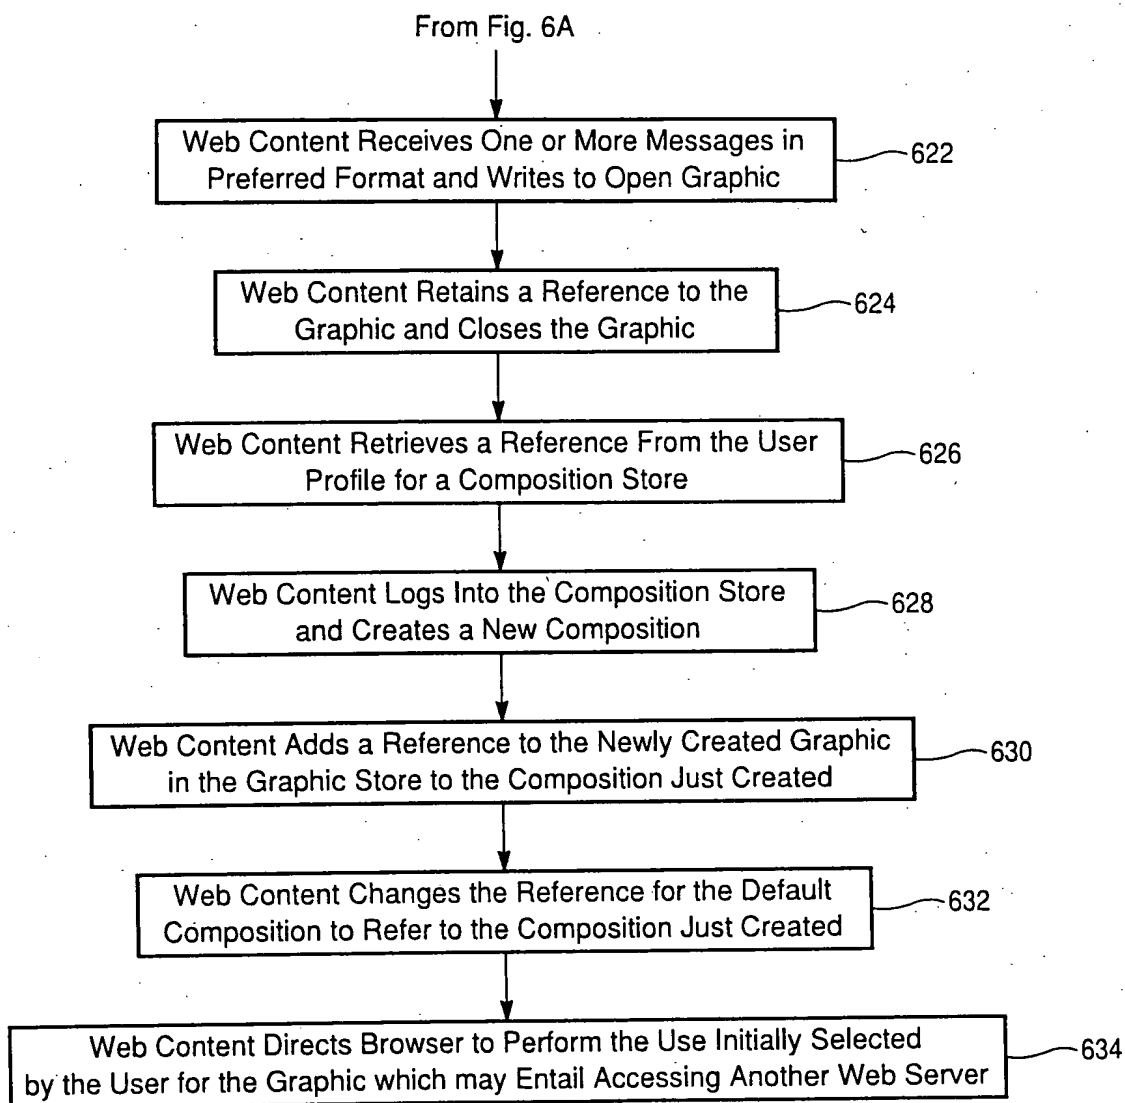 From Fig. 6A
Web Content Receives One or More Messages in
Preferred Format and Writes to Open Graphic
622
Web Content Retains a Reference to the
Graphic and Closes the Graphic
624
Web Content Retrieves a Reference From the User
Profile for a Composition Store
626
Web Content Logs Into the Composition Store
and Creates a New Composition
628
Web Content Adds a Reference to the Newly Created Graphic
in the Graphic Store to the Composition Just Created
630
Web Content Changes the Reference for the Default
Composition to Refer to the Composition Just Created
632
Web Content Directs Browser to Perform the Use Initially Selected
by the User for the Graphic which may Entail Accessing Another Web Server
634